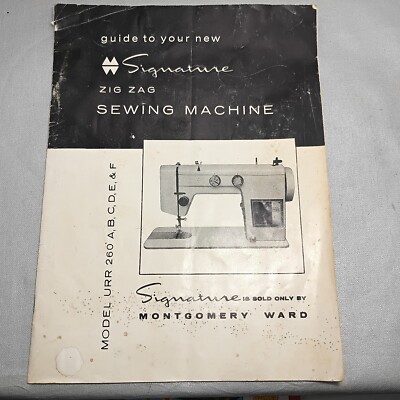 guide to your new
Signature
ZIG ZAG
SEWING MACHINE
MODEL URR 260 A,B,C,D,E,&F
Signature IS SOLD ONLY BY
MONTGOMERY WARD